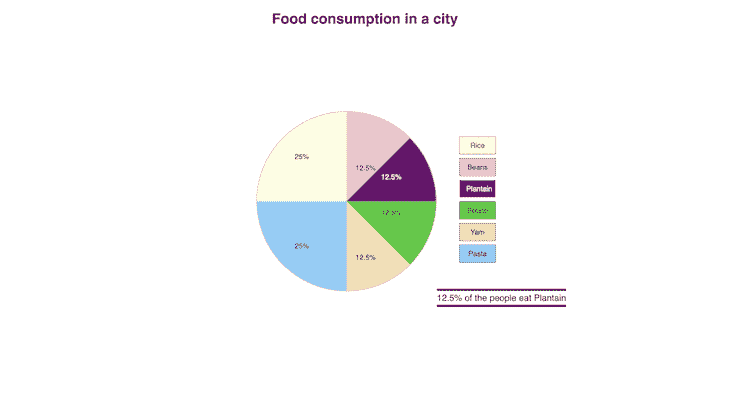 Food consumption in a city
25%
12.5%
12.5%
12.5%
12.5%
25%
Rice
Beans
Plantain
Potato
Yam
Pasta
12.5% of the people eat Plantain